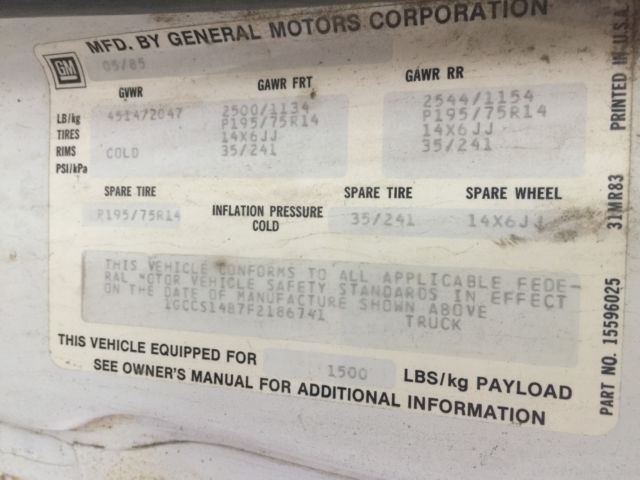 MFD. BY GENERAL MOTORS CORPORATION
GM
05/85
GVWR GAWR FRT GAWR RR
LB/kg 4514/2047 2500/1134 2544/1154
TIRES P195/75R14 P195/75R14
RIMS 14X6JJ 14X6JJ
PSI/kPa COLD 35/241 35/241
SPARE TIRE SPARE TIRE SPARE WHEEL
P195/75R14 INFLATION PRESSURE COLD 35/241 14X6JJ
THIS VEHICLE CONFORMS TO ALL APPLICABLE FEDE-
RAL MOTOR VEHICLE SAFETY STANDARDS IN EFFECT
ON THE DATE OF MANUFACTURE SHOWN ABOVE
1GCCS14B7F2186741 TRUCK
THIS VEHICLE EQUIPPED FOR 1500 LBS/kg PAYLOAD
SEE OWNER'S MANUAL FOR ADDITIONAL INFORMATION
PART NO. 15596025 31MR83 PRINTED IN U.S.A.